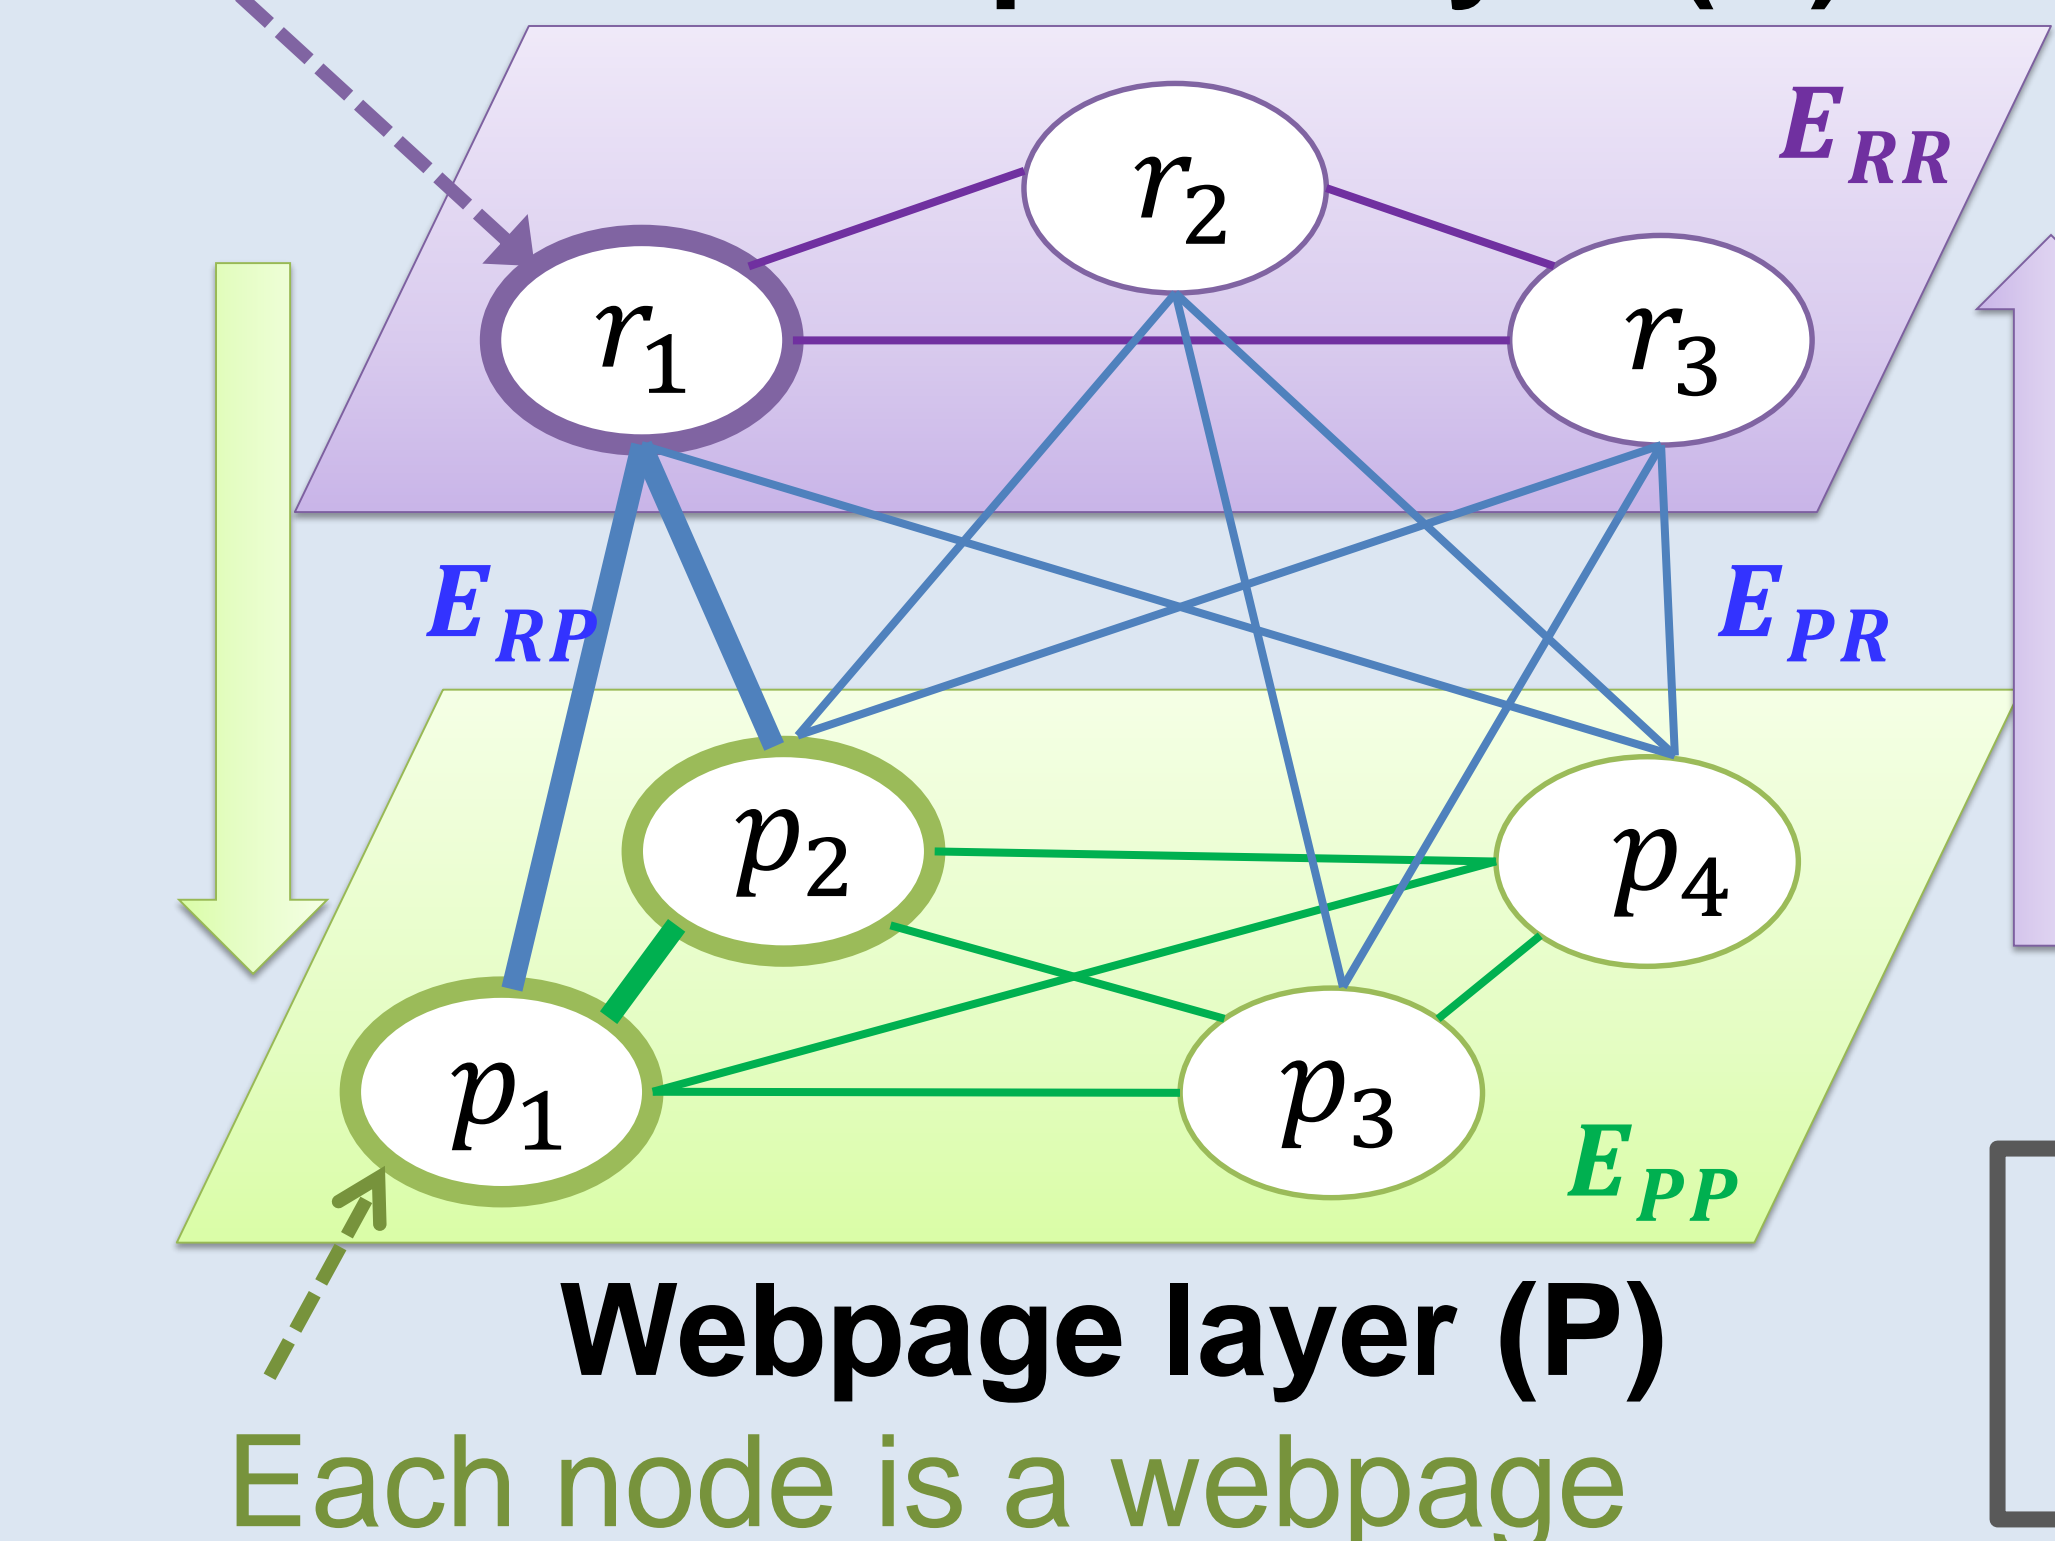 E_RR
r_2
r_1
r_3
E_RP
E_PR
p_2
p_4
p_1
p_3
E_PP
Webpage layer (P)
Each node is a webpage